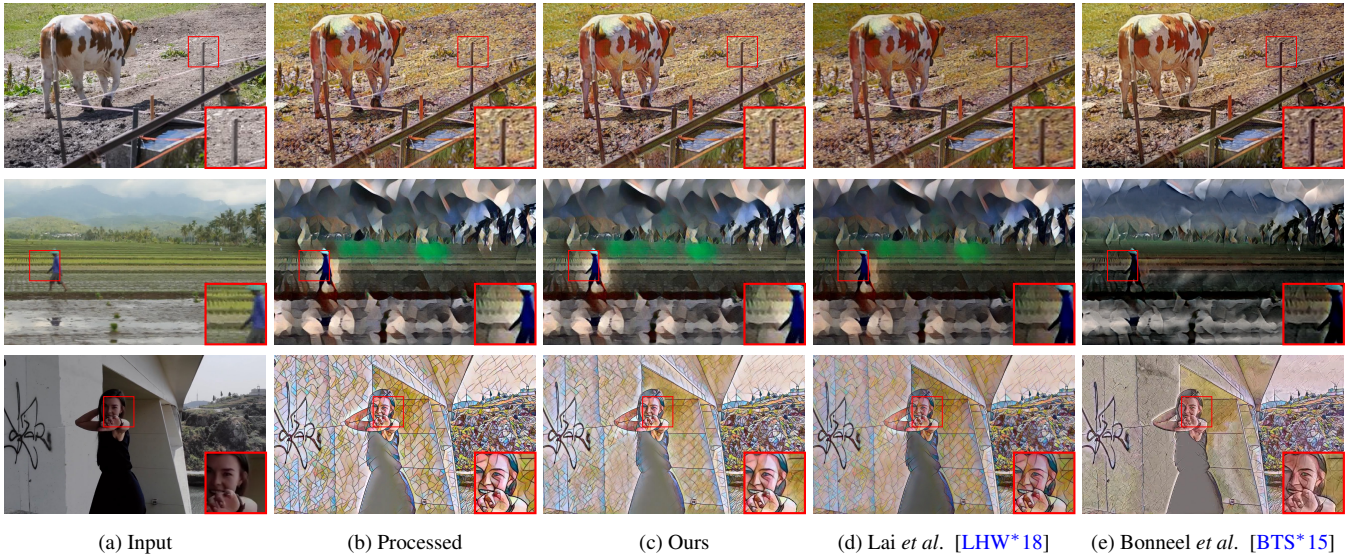 (a) Input (b) Processed (c) Ours (d) Lai et al. [LHW*18] (e) Bonneel et al. [BTS*15]